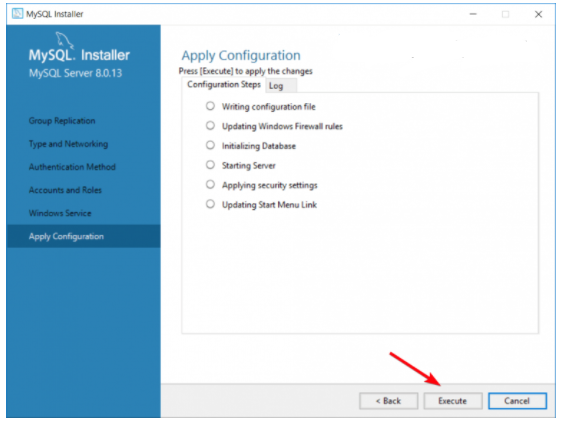 MySQL Installer
MySQL. Installer
MySQL Server 8.0.13
Group Replication
Type and Networking
Authentication Method
Accounts and Roles
Windows Service
Apply Configuration
Apply Configuration
Press [Execute] to apply the changes
Configuration Steps Log
Writing configuration file
Updating Windows Firewall rules
Initializing Database
Starting Server
Applying security settings
Updating Start Menu Link
< Back Execute Cancel